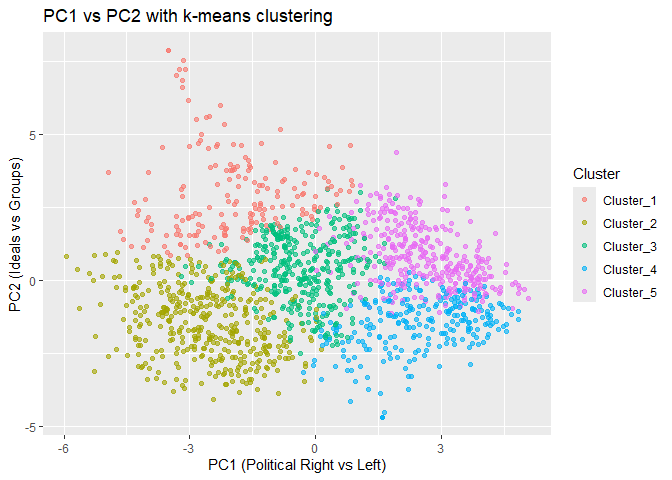 PC1 vs PC2 with k-means clustering
PC2 (Ideals vs Groups)
5
0
-5
-6
-3
0
3
PC1 (Political Right vs Left)
Cluster
Cluster_1
Cluster_2
Cluster_3
Cluster_4
Cluster_5